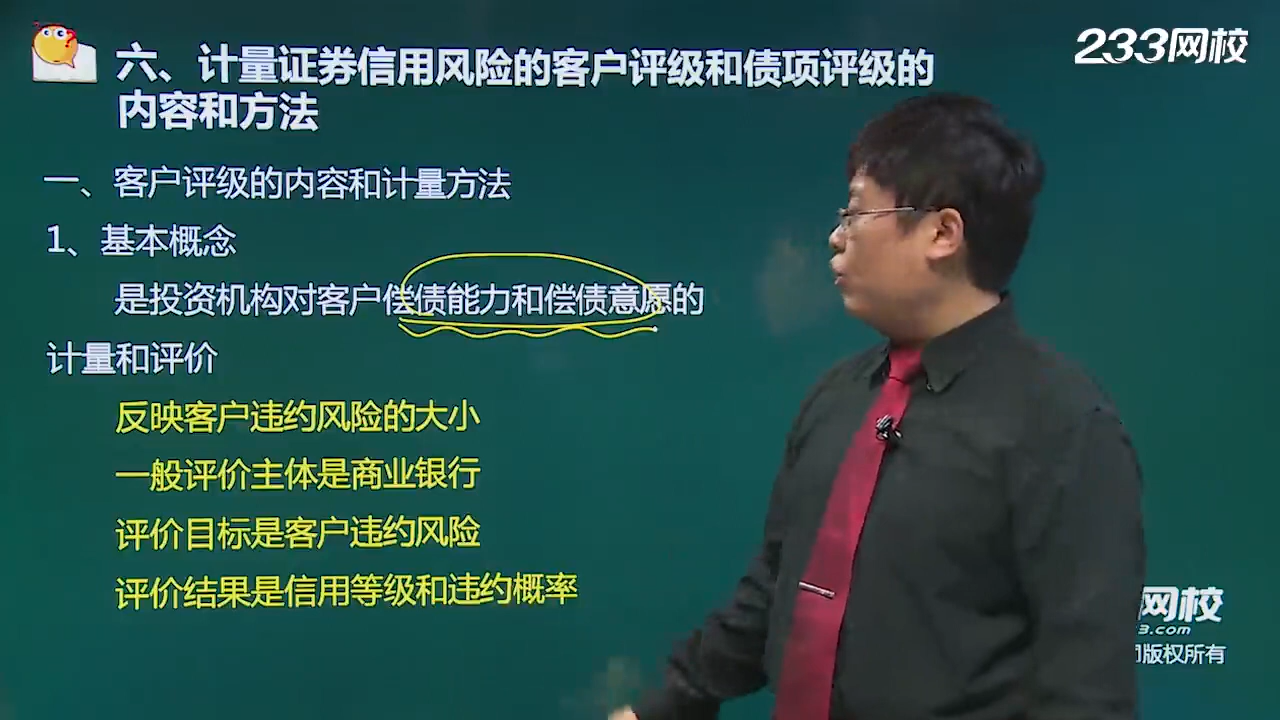 六、计量证券信用风险的客户评级和债项评级的
内容和方法
233网校
一、客户评级的内容和计量方法
1、基本概念
是投资机构对客户偿债能力和偿债意愿的
计量和评价
反映客户违约风险的大小
一般评价主体是商业银行
评价目标是客户违约风险
评价结果是信用等级和违约概率
网校
3.com
版权所有